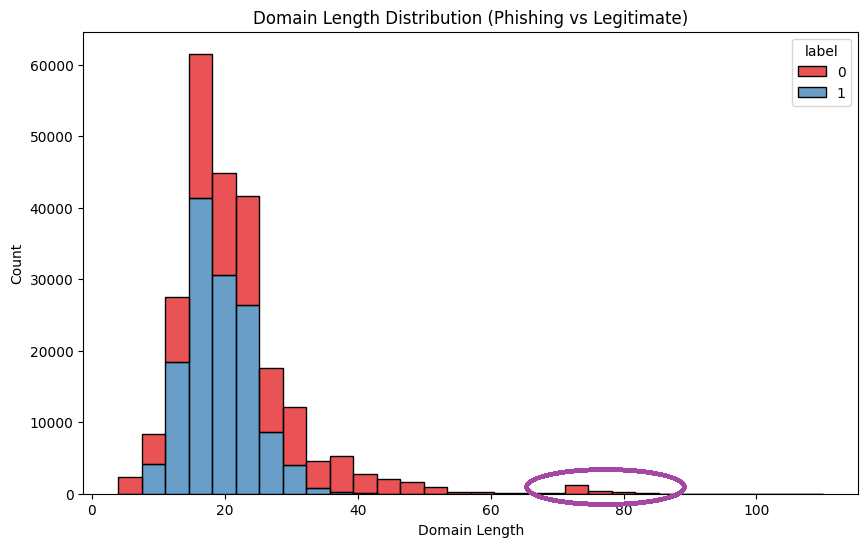 Domain Length Distribution (Phishing vs Legitimate)
label
0
1
60000
50000
40000
30000
20000
10000
0
Count
0 20 40 60 80 100
Domain Length